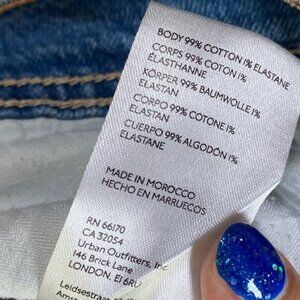 BODY 99% COTTON 1% ELASTANE
CORPS 99% COTON 1%
ÉLASTHANNE
KÖRPER 99% BAUMWOLLE 1%
ELASTAN
CORPO 99% COTONE 1%
ELASTAN
CUERPO 99% ALGODÓN 1%
ELASTANE
MADE IN MOROCCO
HECHO EN MARRUECOS
RN 66170
CA 32054
Urban Outfitters, Inc
146 Brick Lane
LONDON, E1 6RU
Leidsestraat